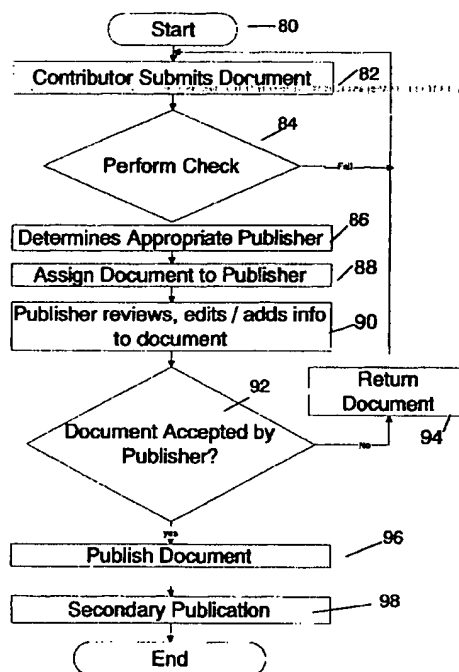 Start
80
Contributor Submits Document
82
84
Perform Check
Fail
Determines Appropriate Publisher
86
Assign Document to Publisher
88
Publisher reviews, edits / adds info
to document
90
92
Document Accepted by
Publisher?
No
Return
Document
94
yes
Publish Document
96
Secondary Publication
98
End